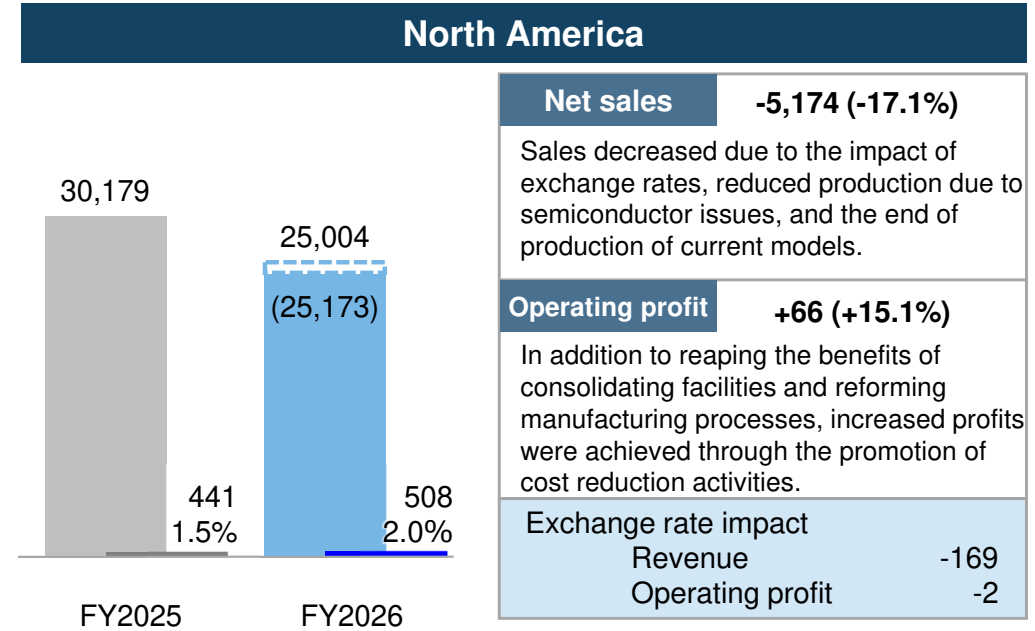 North America
30,179
25,004
(25,173)
441
1.5%
508
2.0%
FY2025
FY2026
Net sales
-5,174 (-17.1%)
Sales decreased due to the impact of
exchange rates, reduced production due to
semiconductor issues, and the end of
production of current models.
Operating profit
+66 (+15.1%)
In addition to reaping the benefits of
consolidating facilities and reforming
manufacturing processes, increased profits
were achieved through the promotion of
cost reduction activities.
Exchange rate impact
Revenue -169
Operating profit -2